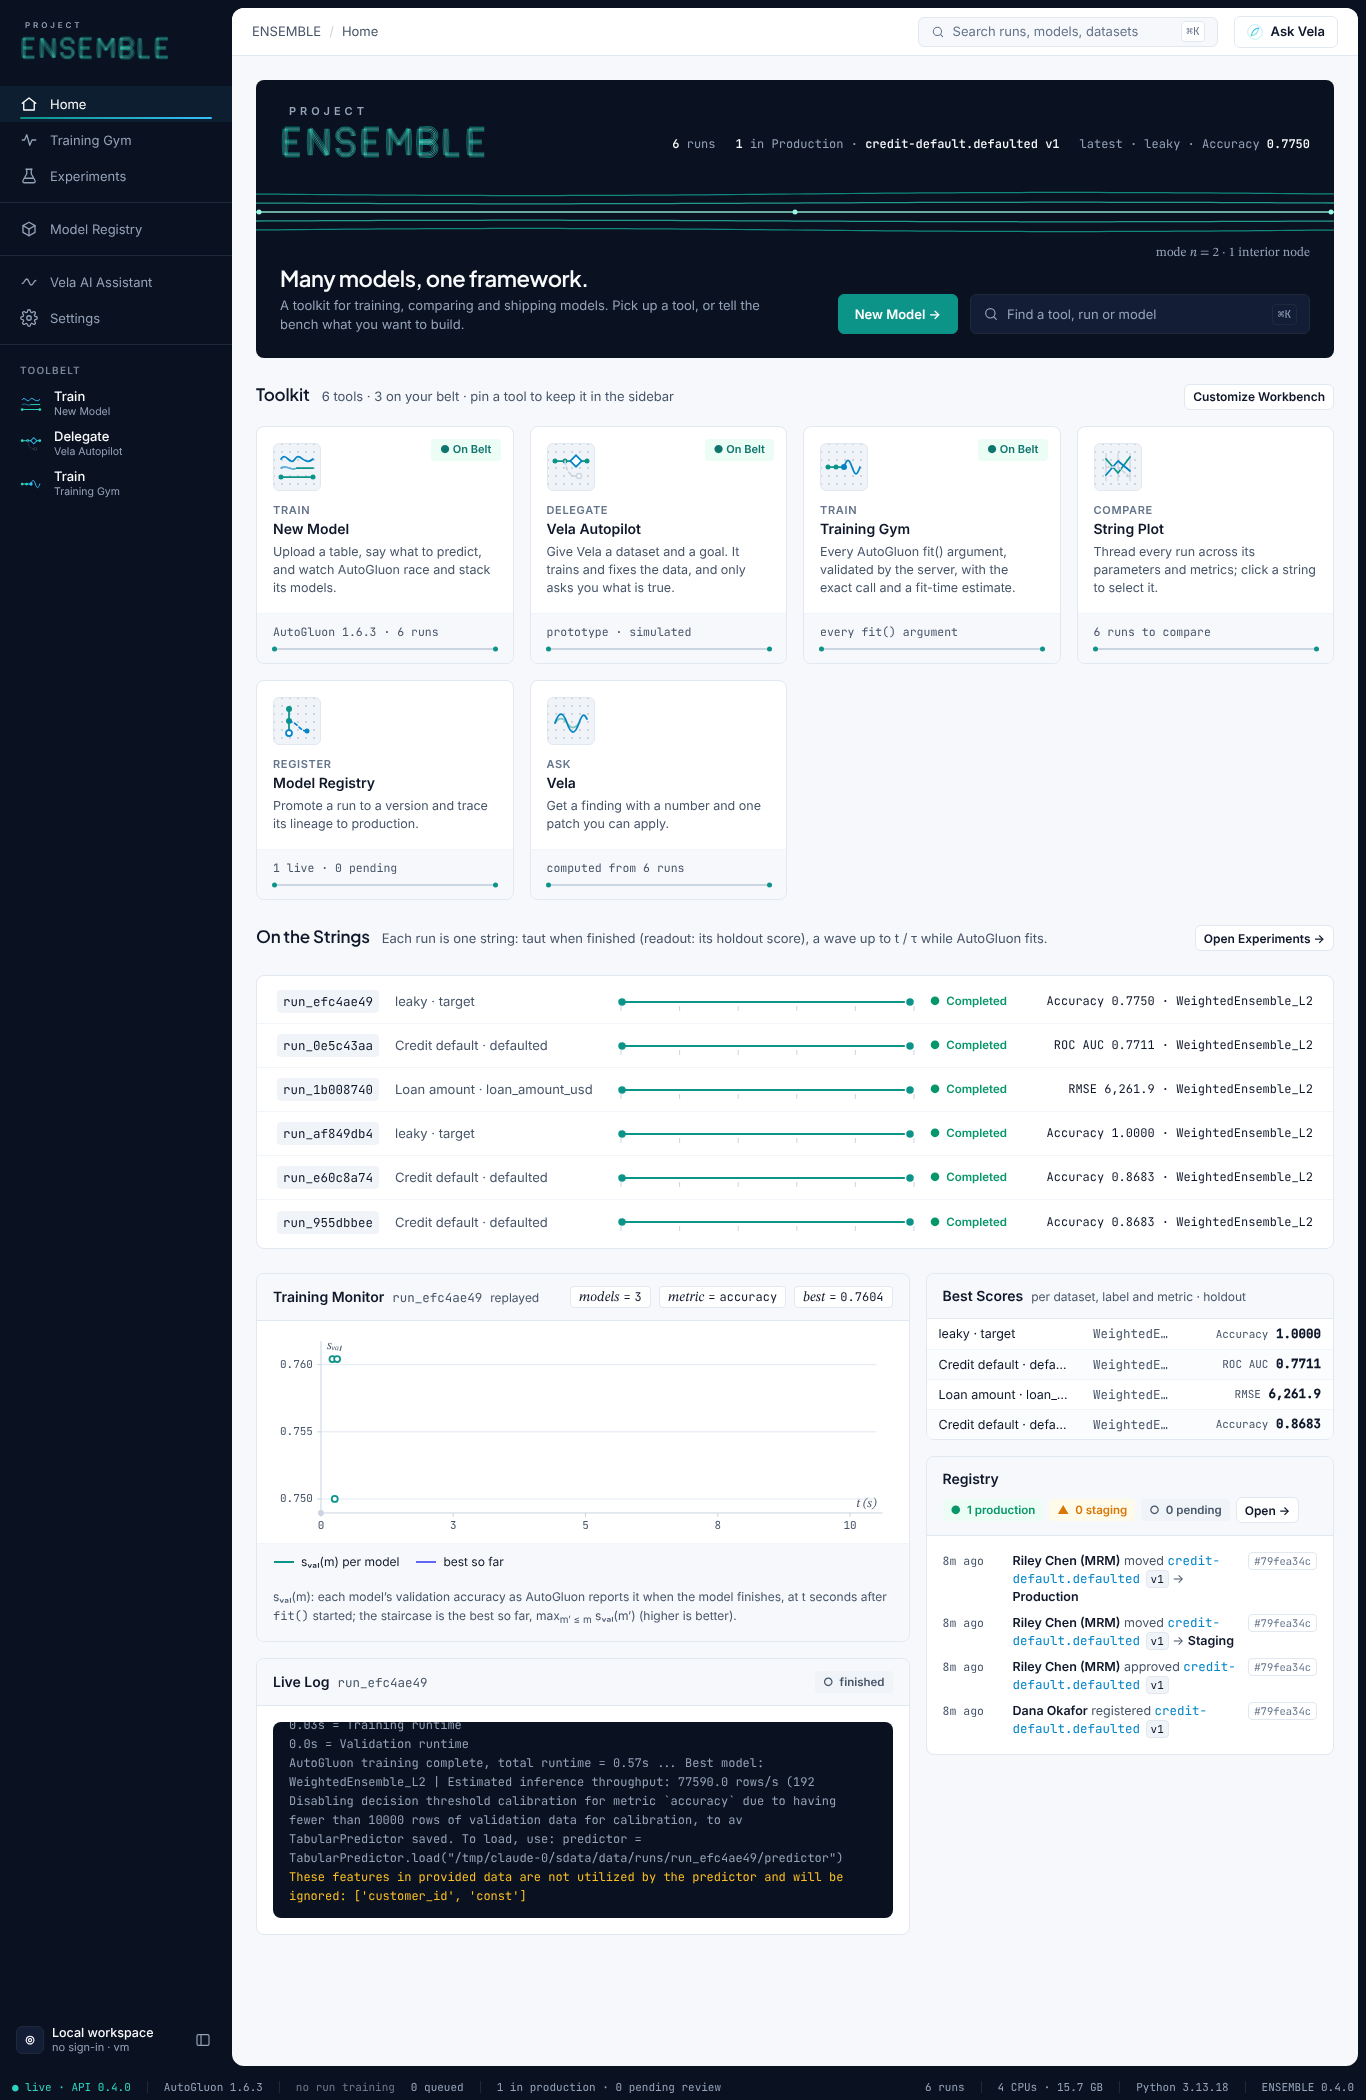 PROJECT
ENSEMBLE
Home
Training Gym
Experiments
Model Registry
Vela AI Assistant
Settings
TOOLBELT
Train
New Model
Delegate
Vela Autopilot
Train
Training Gym
Local workspace
no sign-in · vm
ENSEMBLE / Home
Search runs, models, datasets ⌘K
Ask Vela
PROJECT
ENSEMBLE
6 runs 1 in Production · credit-default.defaulted v1 latest · leaky · Accuracy 0.7750
mode n = 2 · 1 interior node
Many models, one framework.
A toolkit for training, comparing and shipping models. Pick up a tool, or tell the
bench what you want to build.
New Model →
Find a tool, run or model ⌘K
Toolkit 6 tools · 3 on your belt · pin a tool to keep it in the sidebar
Customize Workbench
On Belt
TRAIN
New Model
Upload a table, say what to predict,
and watch AutoGluon race and stack
its models.
AutoGluon 1.6.3 · 6 runs
On Belt
DELEGATE
Vela Autopilot
Give Vela a dataset and a goal. It
trains and fixes the data, and only
asks you what is true.
prototype · simulated
On Belt
TRAIN
Training Gym
Every AutoGluon fit() argument,
validated by the server, with the
exact call and a fit-time estimate.
every fit() argument
COMPARE
String Plot
Thread every run across its
parameters and metrics; click a string
to select it.
6 runs to compare
REGISTER
Model Registry
Promote a run to a version and trace
its lineage to production.
1 live · 0 pending
ASK
Vela
Get a finding with a number and one
patch you can apply.
computed from 6 runs
On the Strings Each run is one string: taut when finished (readout: its holdout score), a wave up to t / τ while AutoGluon fits.
Open Experiments →
run_efc4ae49 leaky · target Completed Accuracy 0.7750 · WeightedEnsemble_L2
run_0e5c43aa Credit default · defaulted Completed ROC AUC 0.7711 · WeightedEnsemble_L2
run_1b008740 Loan amount · loan_amount_usd Completed RMSE 6,261.9 · WeightedEnsemble_L2
run_af849db4 leaky · target Completed Accuracy 1.0000 · WeightedEnsemble_L2
run_e60c8a74 Credit default · defaulted Completed Accuracy 0.8683 · WeightedEnsemble_L2
run_955dbbee Credit default · defaulted Completed Accuracy 0.8683 · WeightedEnsemble_L2
Training Monitor run_efc4ae49 replayed models = 3 metric = accuracy best = 0.7604
sᵥₐₗ
0.760
0.755
0.750
t (s)
0 3 5 8 10
sᵥₐₗ(m) per model best so far
sᵥₐₗ(m): each model’s validation accuracy as AutoGluon reports it when the model finishes, at t seconds after
fit() started; the staircase is the best so far, max m′ ≤ m sᵥₐₗ(m′) (higher is better).
Live Log run_efc4ae49 finished
0.03s = Training runtime
0.0s = Validation runtime
AutoGluon training complete, total runtime = 0.57s ... Best model:
WeightedEnsemble_L2 | Estimated inference throughput: 77590.0 rows/s (192
Disabling decision threshold calibration for metric `accuracy` due to having
fewer than 10000 rows of validation data for calibration, to av
TabularPredictor saved. To load, use: predictor =
TabularPredictor.load("/tmp/claude-0/sdata/data/runs/run_efc4ae49/predictor")
These features in provided data are not utilized by the predictor and will be
ignored: ['customer_id', 'const']
Best Scores per dataset, label and metric · holdout
leaky · target WeightedE… Accuracy 1.0000
Credit default · defa… WeightedE… ROC AUC 0.7711
Loan amount · loan_… WeightedE… RMSE 6,261.9
Credit default · defa… WeightedE… Accuracy 0.8683
Registry
1 production 0 staging 0 pending Open →
8m ago Riley Chen (MRM) moved credit- #79fea34c
default.defaulted v1 →
Production
8m ago Riley Chen (MRM) moved credit- #79fea34c
default.defaulted v1 → Staging
8m ago Riley Chen (MRM) approved credit- #79fea34c
default.defaulted v1
8m ago Dana Okafor registered credit- #79fea34c
default.defaulted v1
live · API 0.4.0 AutoGluon 1.6.3 no run training 0 queued 1 in production · 0 pending review 6 runs 4 CPUs · 15.7 GB Python 3.13.18 ENSEMBLE 0.4.0